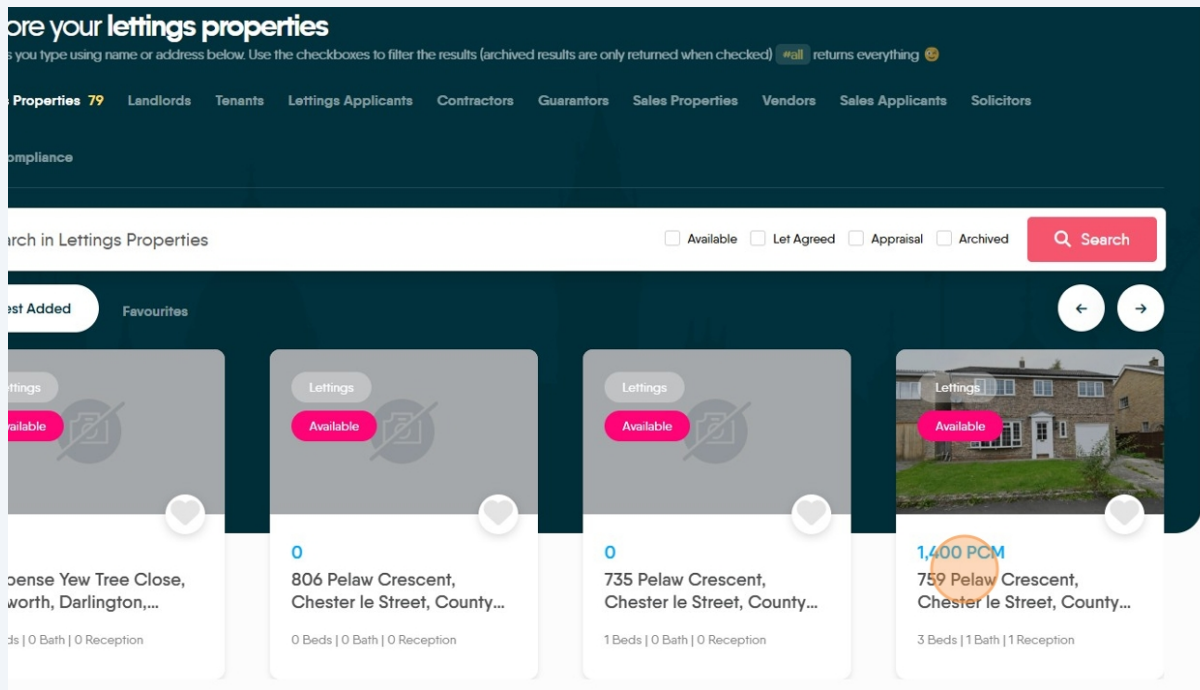 ore your lettings properties
s you type using name or address below. Use the checkboxes to filter the results (archived results are only returned when checked) #all returns everything
Properties 79 Landlords Tenants Lettings Applicants Contractors Guarantors Sales Properties Vendors Sales Applicants Solicitors
ompliance
arch in Lettings Properties
Available Let Agreed Appraisal Archived Search
est Added Favourites
ettings Lettings Lettings Lettings
vailable Available Available Available
0 0 1,400 PCM
pense Yew Tree Close, 806 Pelaw Crescent, 735 Pelaw Crescent, 759 Pelaw Crescent,
worth, Darlington,... Chester le Street, County... Chester le Street, County... Chester le Street, County...
ds | 0 Bath | 0 Reception 0 Beds | 0 Bath | 0 Reception 1 Beds | 0 Bath | 0 Reception 3 Beds | 1 Bath | 1 Reception